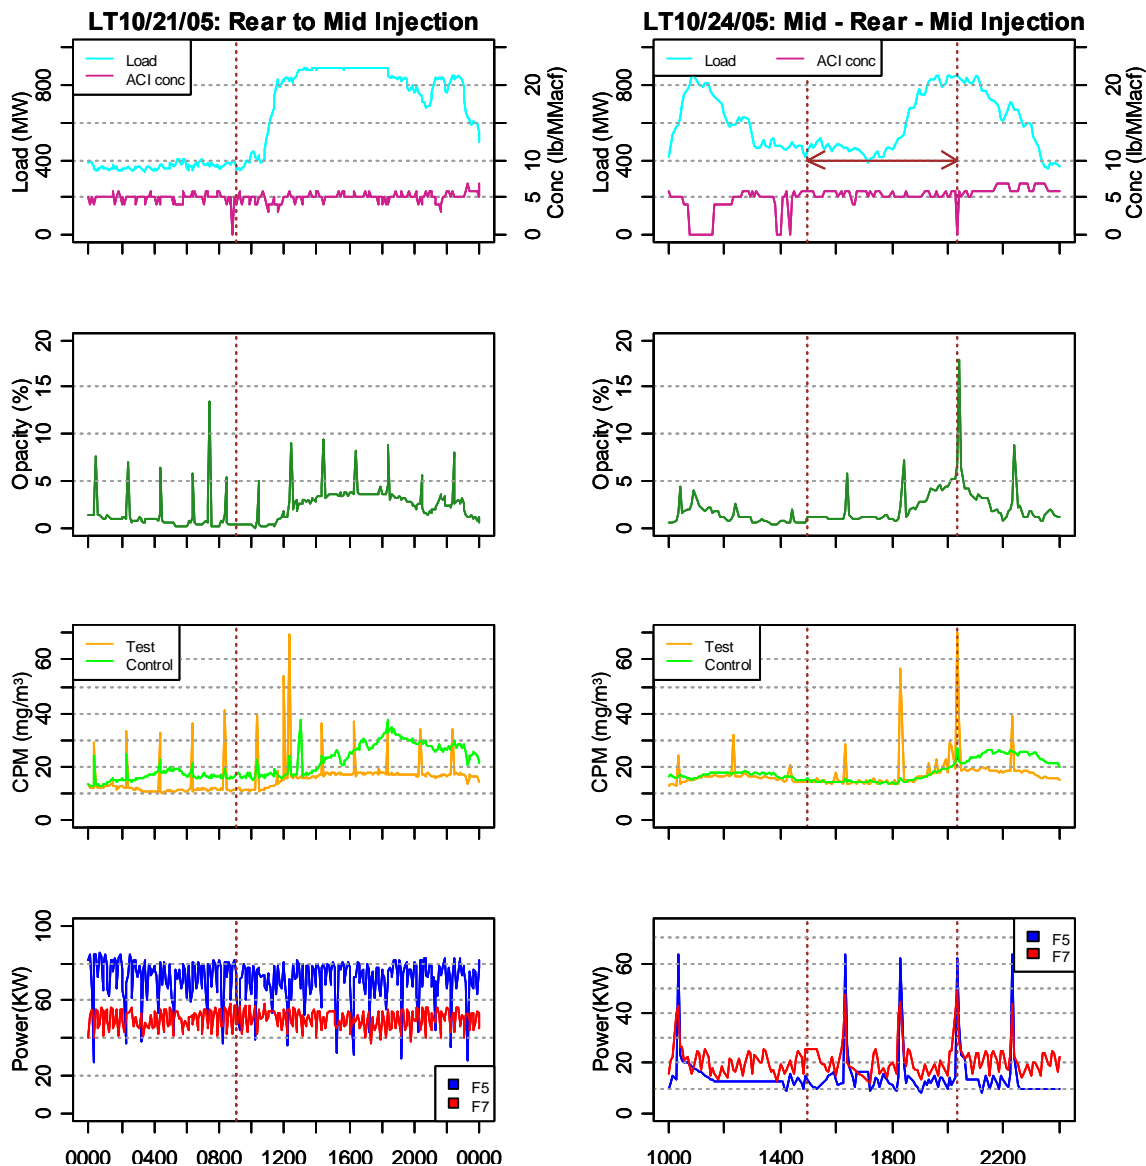 LT10/21/05: Rear to Mid Injection
LT10/24/05: Mid - Rear - Mid Injection
Load (MW)
0 400 800
Load
ACI conc
0 5 10 20
Conc (lb/MMacf)
Load (MW)
0 400 800
Load ACI conc
0 5 10 20
Conc (lb/MMacf)
Opacity (%)
0 5 10 15 20
Opacity (%)
0 5 10 15 20
CPM (mg/m³)
0 20 40 60
Test
Control
CPM (mg/m³)
0 20 40 60
Test
Control
Power(KW)
0 20 40 60 100
F5
F7
0000 0400 0800 1200 1600 2000 0000
Power(KW)
0 20 40 60
F5
F7
1000 1400 1800 2200